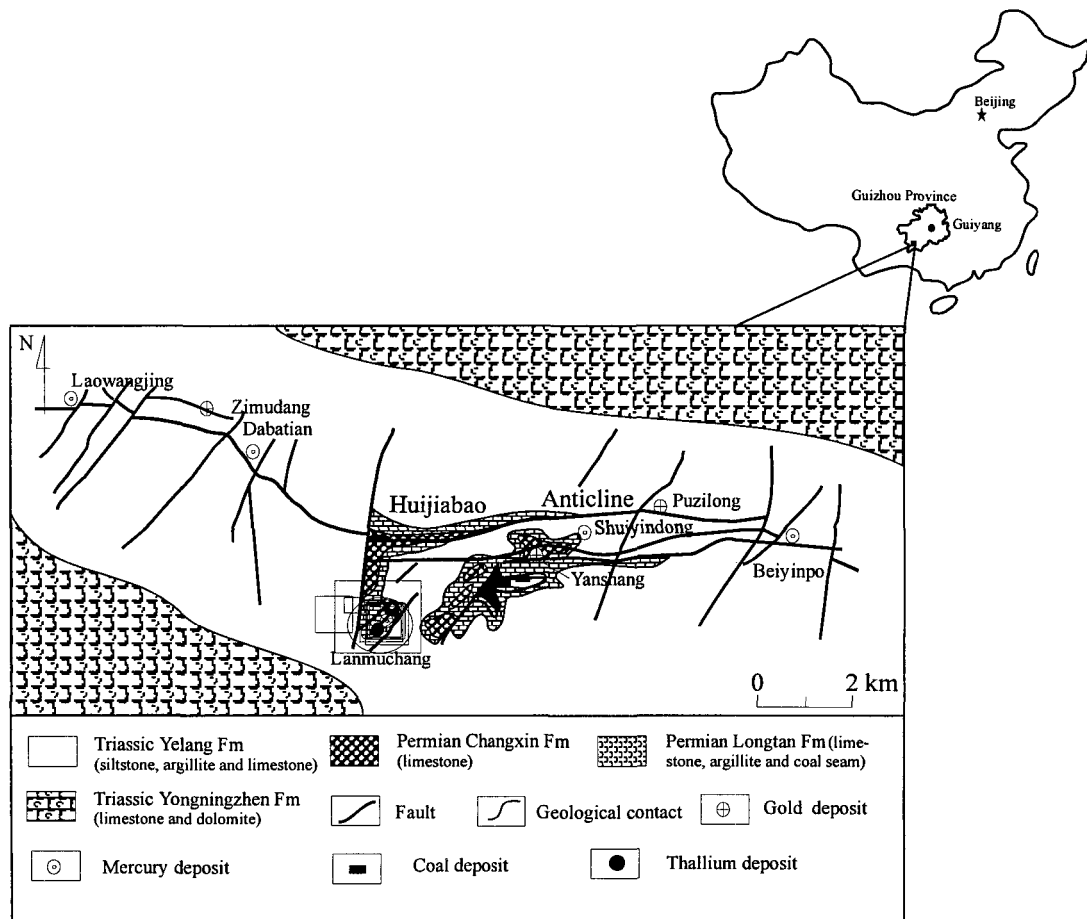 Beijing
Guizhou Province
Guiyang
N
Laowangjing
Zimudang
Dabatian
Huijiabao
Anticline
Puzilong
Shuiyindong
Yanshang
Beiyinpo
Lanmuchang
0 2 km
Triassic Yelang Fm
(siltstone, argillite and limestone)
Permian Changxin Fm
(limestone)
Permian Longtan Fm (lime-
stone, argillite and coal seam)
Triassic Yongningzhen Fm
(limestone and dolomite)
Fault
Geological contact
Gold deposit
Mercury deposit
Coal deposit
Thallium deposit